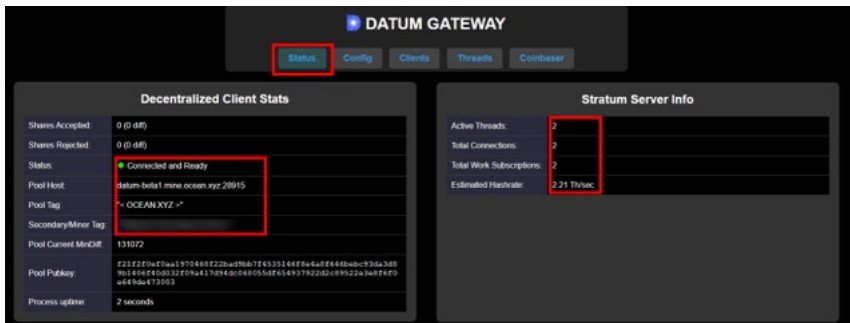 DATUM GATEWAY
Status Config Clients Threads Coinbaser
Decentralized Client Stats
Shares Accepted: 0 (0 diff)
Shares Rejected: 0 (0 diff)
Status: Connected and Ready
Pool Host: datum-beta1.mine.ocean.xyz:28915
Pool Tag: "< OCEAN.XYZ >"
Secondary/Minor Tag:
Pool Current MinDiff: 131072
Pool Pubkey:
Process uptime: 2 seconds
Stratum Server Info
Active Threads: 2
Total Connections: 2
Total Work Subscriptions: 2
Estimated Hashrate: 2.21 Th/sec